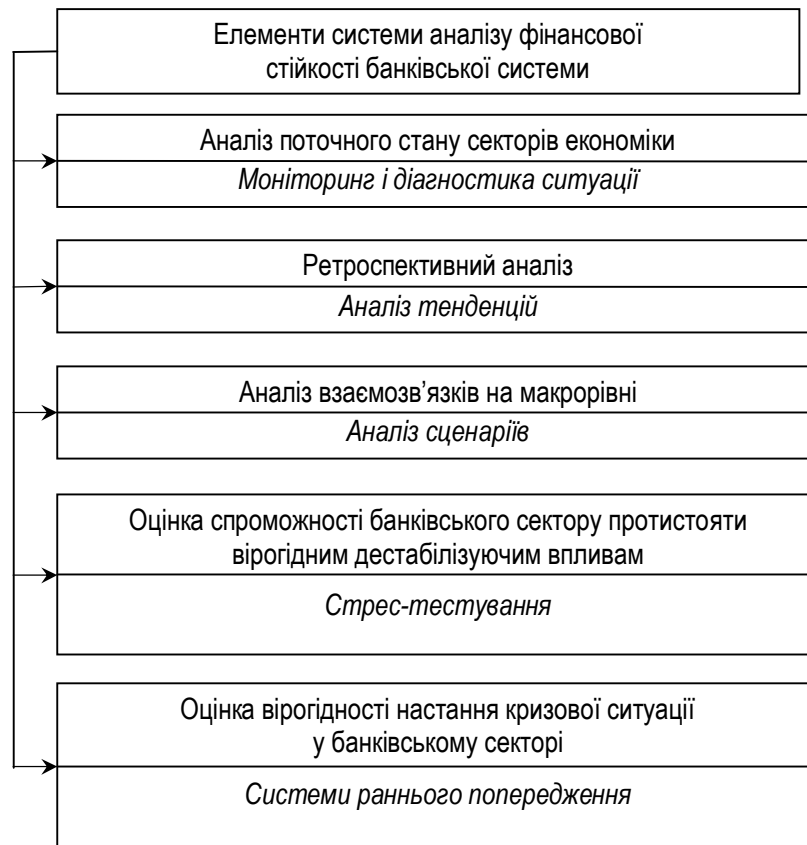 Елементи системи аналізу фінансової
стійкості банківської системи
Аналіз поточного стану секторів економіки
Моніторинг і діагностика ситуації
Ретроспективний аналіз
Аналіз тенденцій
Аналіз взаємозв'язків на макрорівні
Аналіз сценаріїв
Оцінка спроможності банківського сектору протистояти
вірогідним дестабілізуючим впливам
Стрес-тестування
Оцінка вірогідності настання кризової ситуації
у банківському секторі
Системи раннього попередження